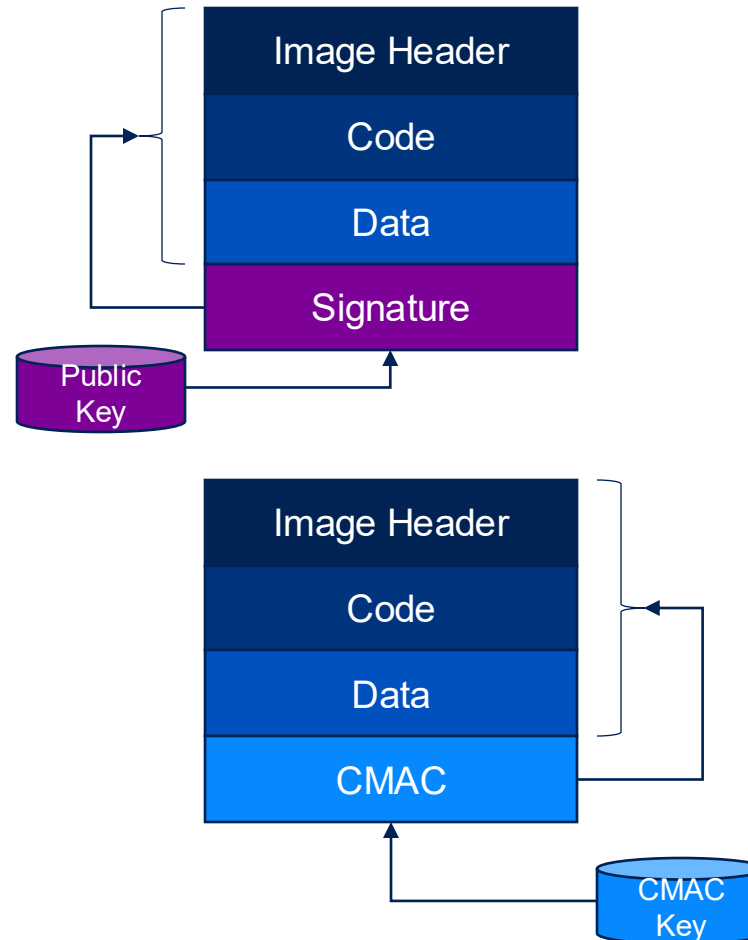 Image Header
Code
Data
Signature
Public
Key
Image Header
Code
Data
CMAC
CMAC
Key